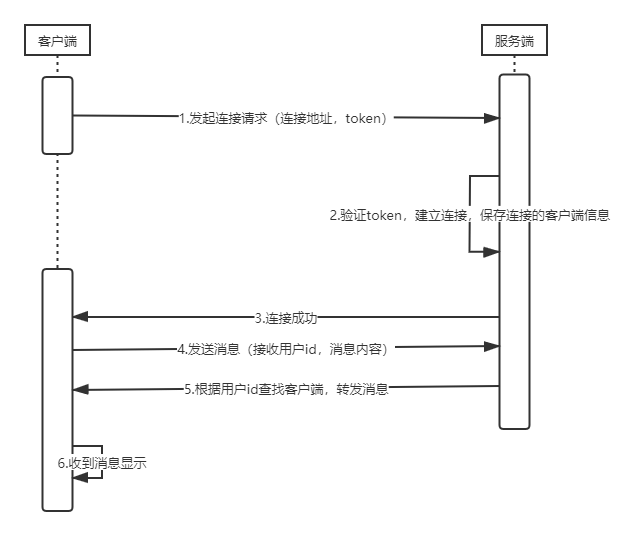 客户端
服务端
1.发起连接请求（连接地址，token）
2.验证token，建立连接，保存连接的客户端信息
3.连接成功
4.发送消息（接收用户id，消息内容）
5.根据用户id查找客户端，转发消息
6.收到消息显示